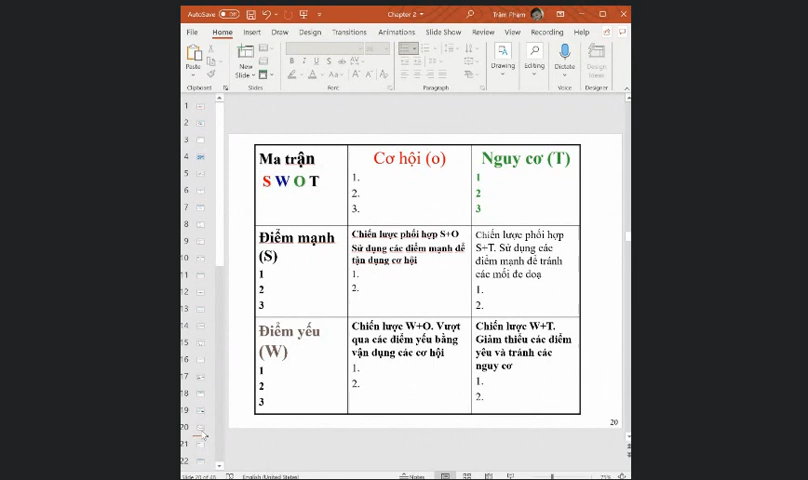 AutoSave Off Chapter 2 Trâm Phạm
File Home Insert Draw Design Transitions Animations Slide Show Review View Recording Help
Paste New Slide Drawing Editing Dictate Design Ideas
Clipboard Slides Font Paragraph Voice Designer
1
2
3
4
5
6
7
8
9
10
11
12
13
14
15
16
17
18
19
20
21
22
Ma trận
S W O T
Cơ hội (o)
1.
2.
3.
Nguy cơ (T)
1
2
3
Điểm mạnh
(S)
1
2
3
Chiến lược phối hợp S+O
Sử dụng các điểm mạnh để
tận dụng cơ hội
1.
2.
Chiến lược phối hợp
S+T. Sử dụng các
điểm mạnh để tránh
các mối đe doạ
1.
2.
Điểm yếu
(W)
1
2
3
Chiến lược W+O. Vượt
qua các điểm yếu bằng
vận dụng các cơ hội
1.
2.
Chiến lược W+T.
Giảm thiểu các điểm
yêu và tránh các
nguy cơ
1.
2.
20
English (United States) Notes 75%